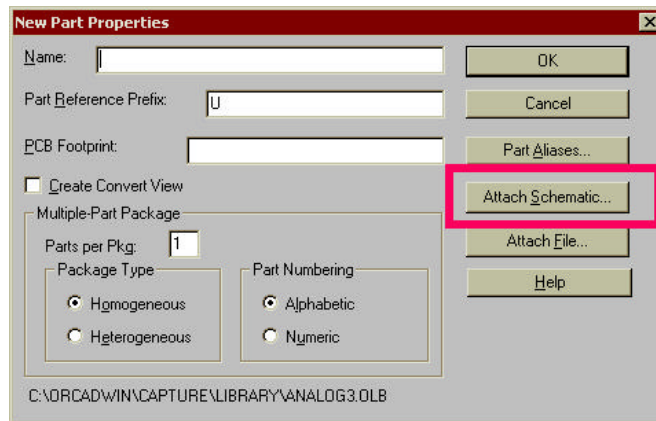 New Part Properties
Name:
OK
Part Reference Prefix:
U
Cancel
PCB Footprint:
Part Aliases...
Create Convert View
Attach Schematic...
Multiple-Part Package
Parts per Pkg:
1
Attach File...
Package Type
Part Numbering
Help
Homogeneous
Alphabetic
Heterogeneous
Numeric
C:\ORCADWIN\CAPTURE\LIBRARY\ANALOG3.OLB